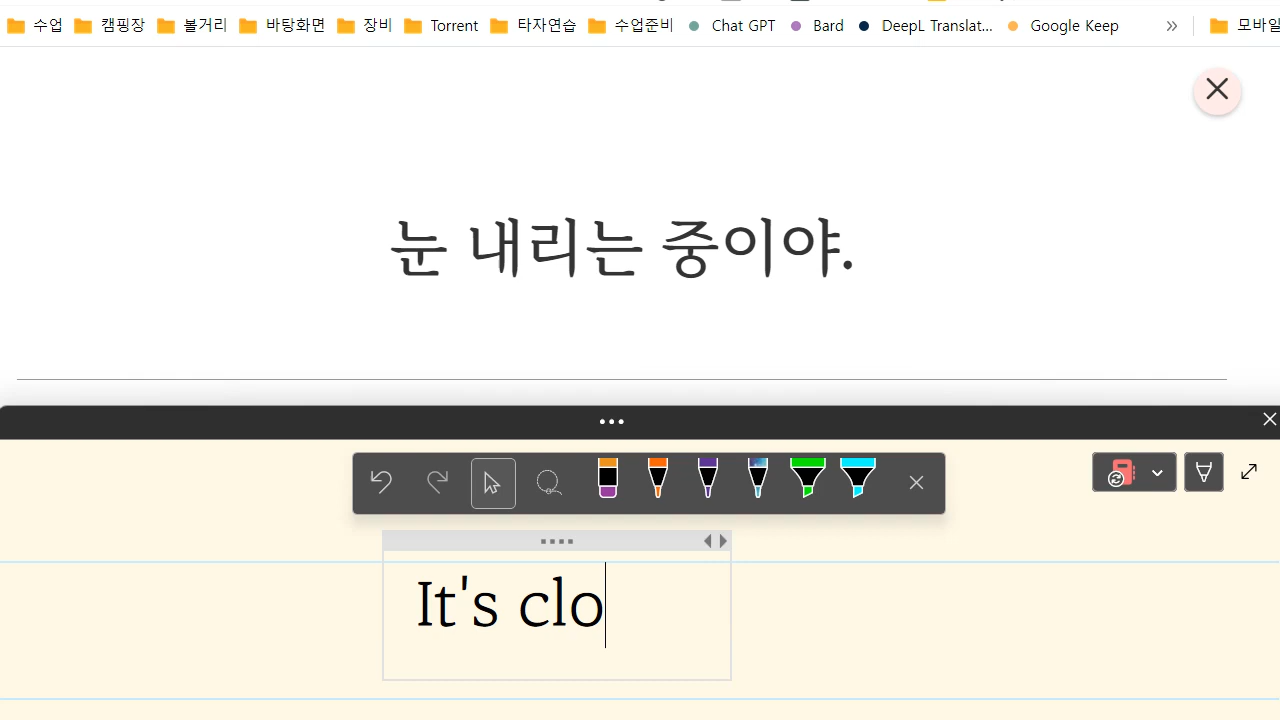 수업 캠핑장 볼거리 바탕화면 장비 Torrent 타자연습 수업준비 Chat GPT Bard DeepL Translat... Google Keep » 모바일
눈 내리는 중이야.
It's clo